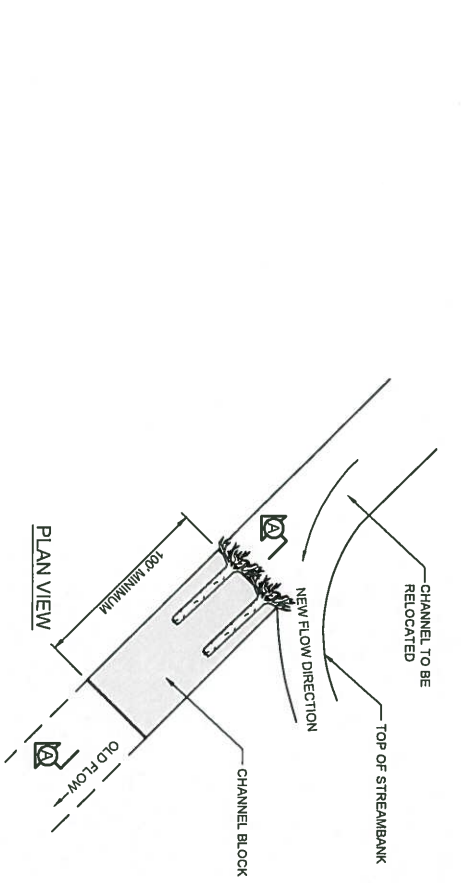 CHANNEL TO BE
RELOCATED
TOP OF STREAMBANK
NEW FLOW DIRECTION
A
100' MINIMUM
CHANNEL BLOCK
OLD FLOW
A
PLAN VIEW